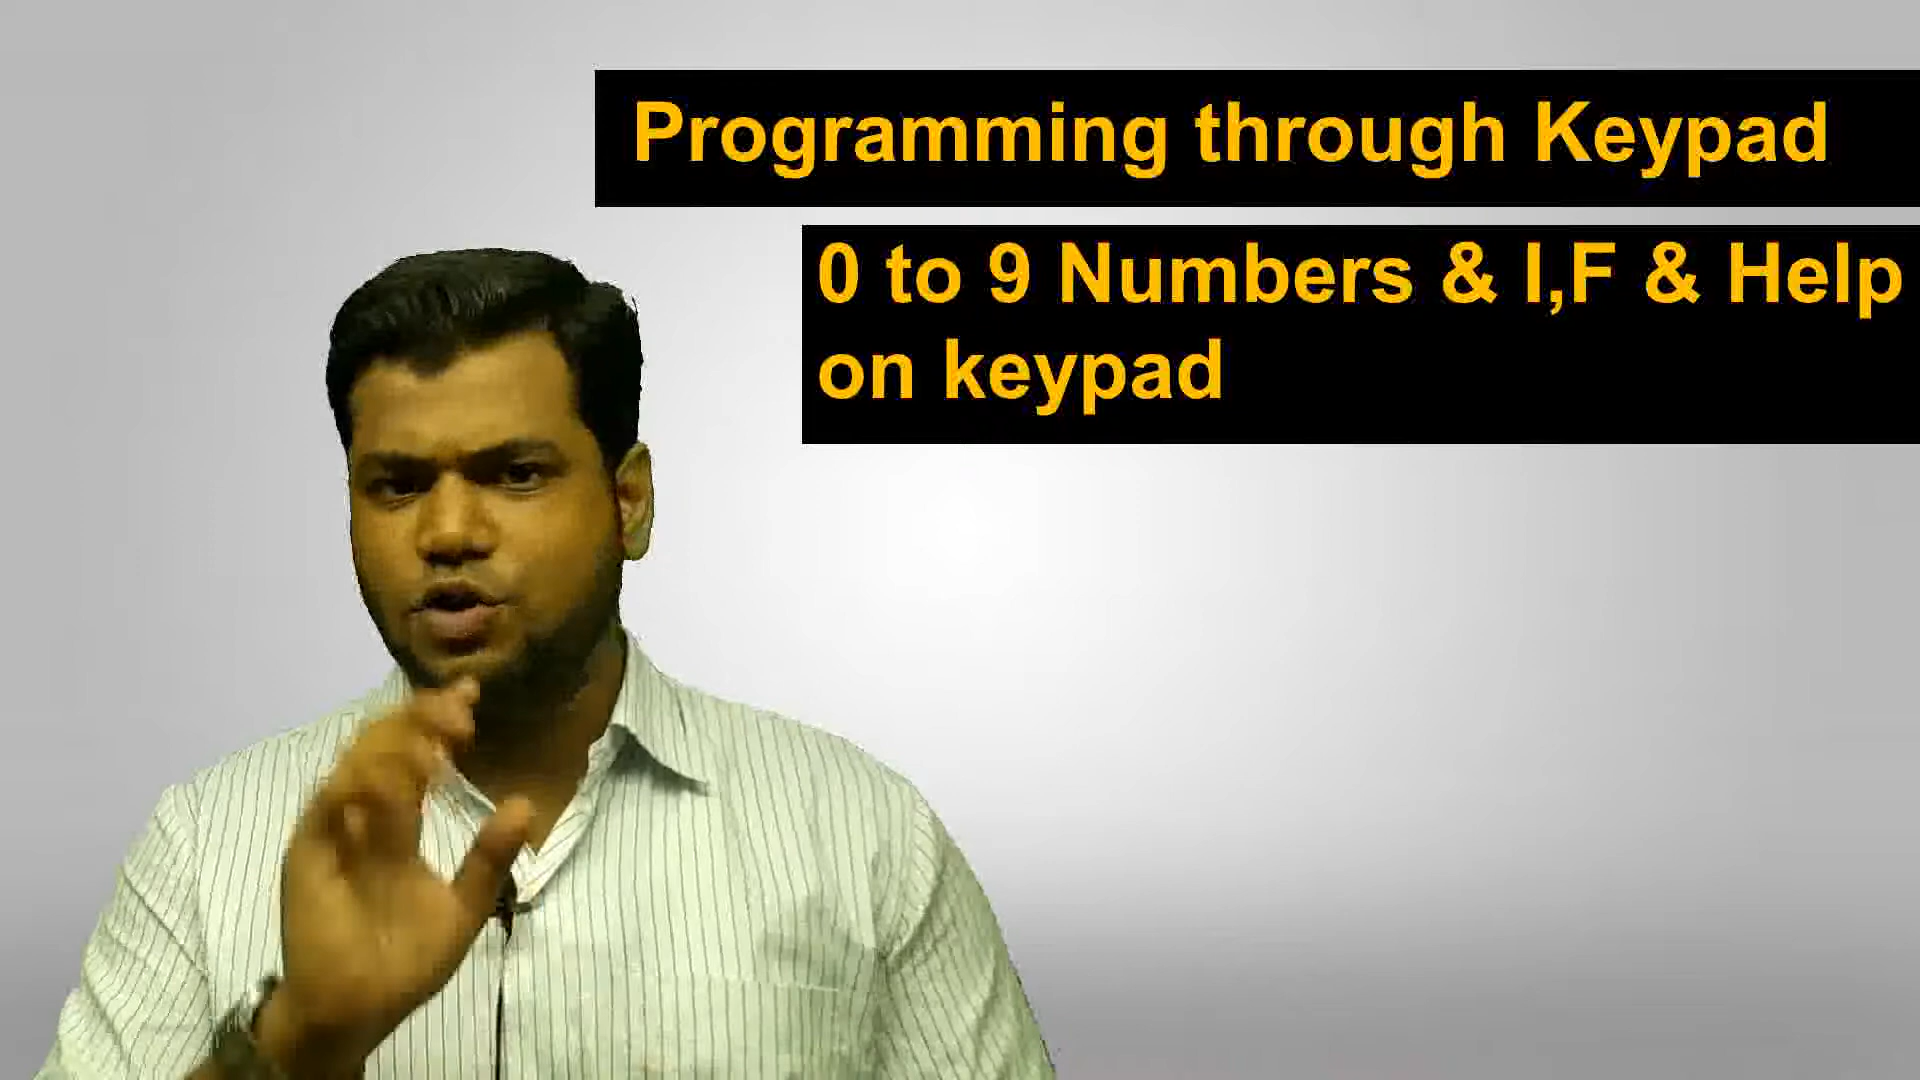 Programming through Keypad
0 to 9 Numbers & I,F & Help
on keypad